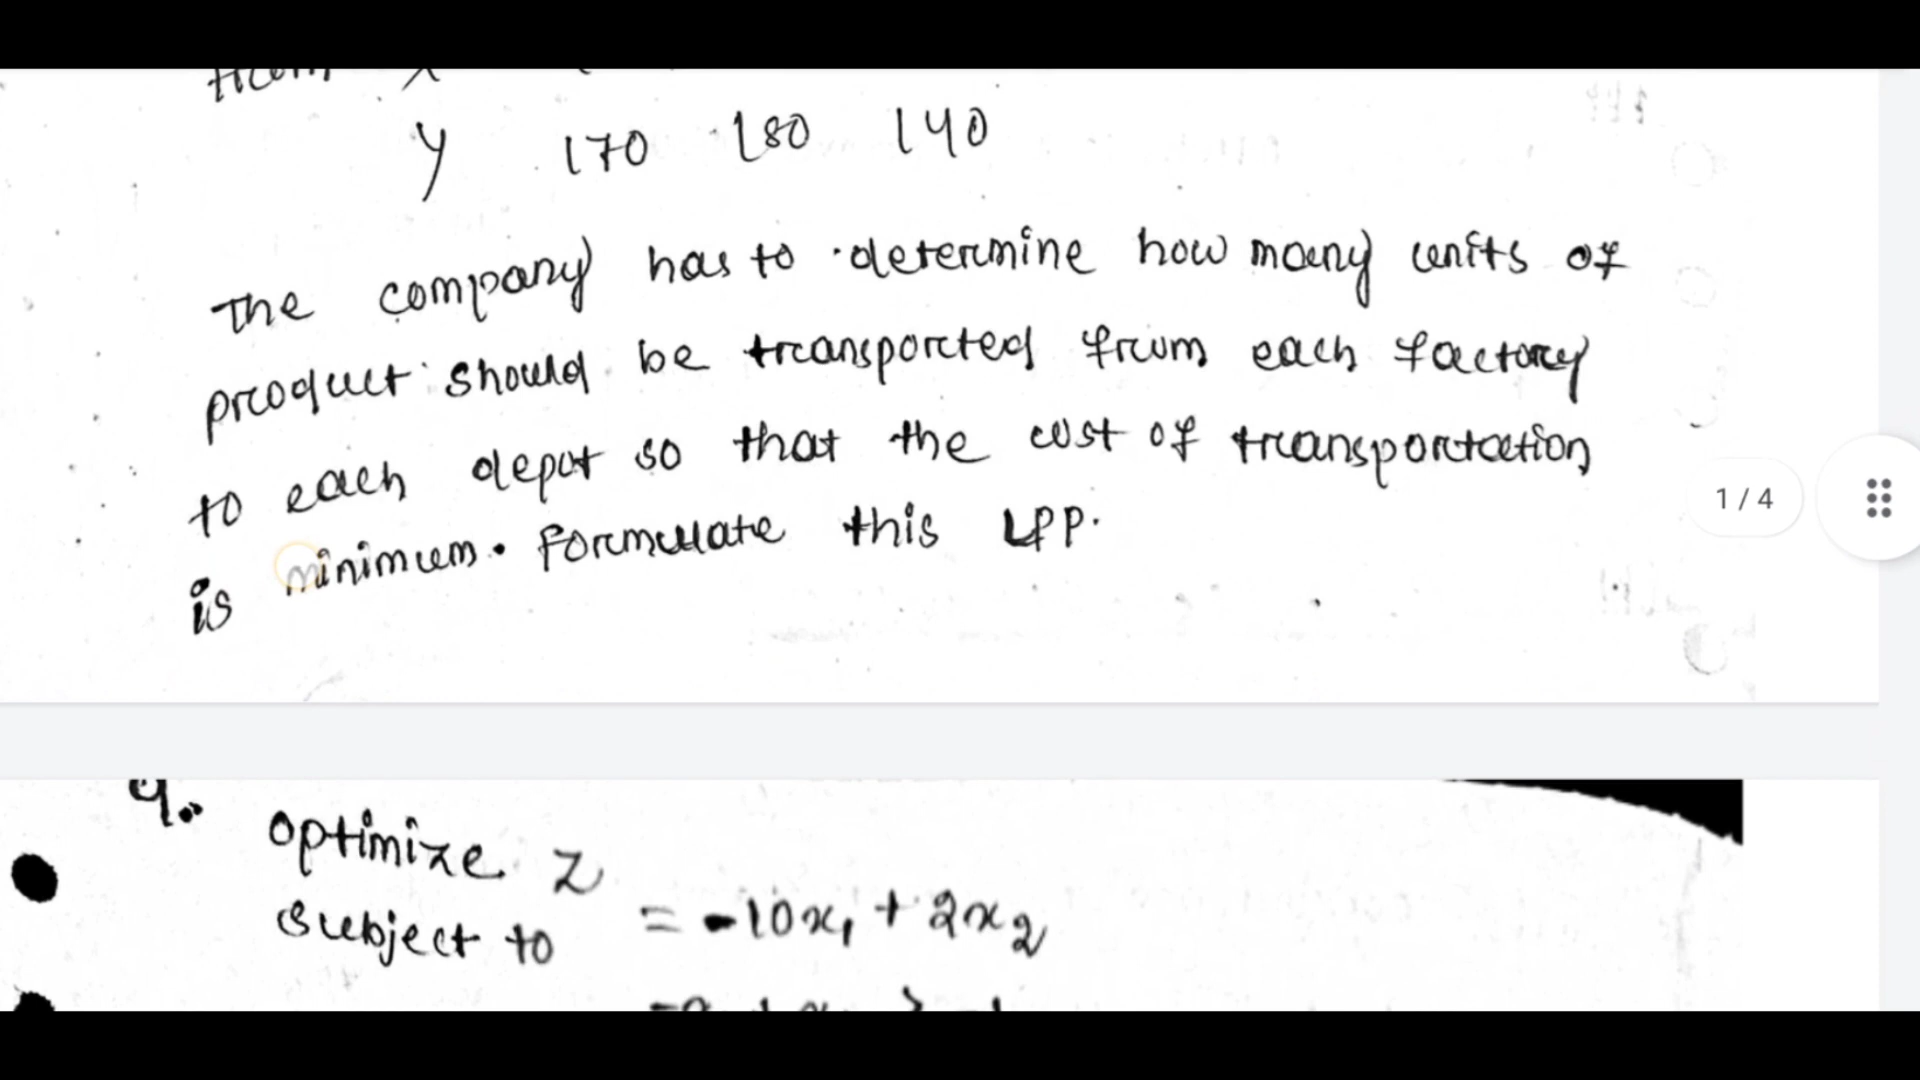 Y 170 180 140
The company has to determine how many units of
product should be transported from each factory
to each depot so that the cost of transportation
is minimum. Formulate this LPP.
1 / 4
Optimize Z
= -10x₁ + 2x₂
Subject to